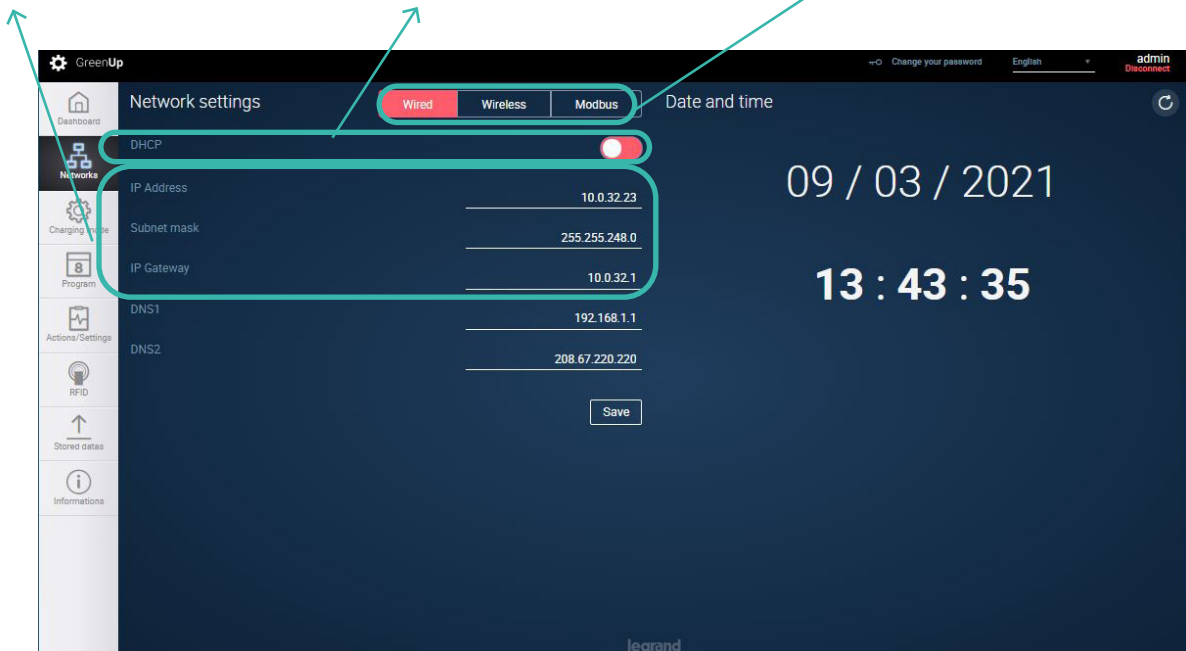 GreenUp
Change your password
English
admin
Disconnect
Dashboard
Networks
Charging mode
Program
8
Actions/Settings
RFID
Stored datas
Informations
Network settings
Wired
Wireless
Modbus
DHCP
IP Address
10.0.32.23
Subnet mask
255.255.248.0
IP Gateway
10.0.32.1
DNS1
192.168.1.1
DNS2
208.67.220.220
Save
Date and time
09 / 03 / 2021
13 : 43 : 35
legrand